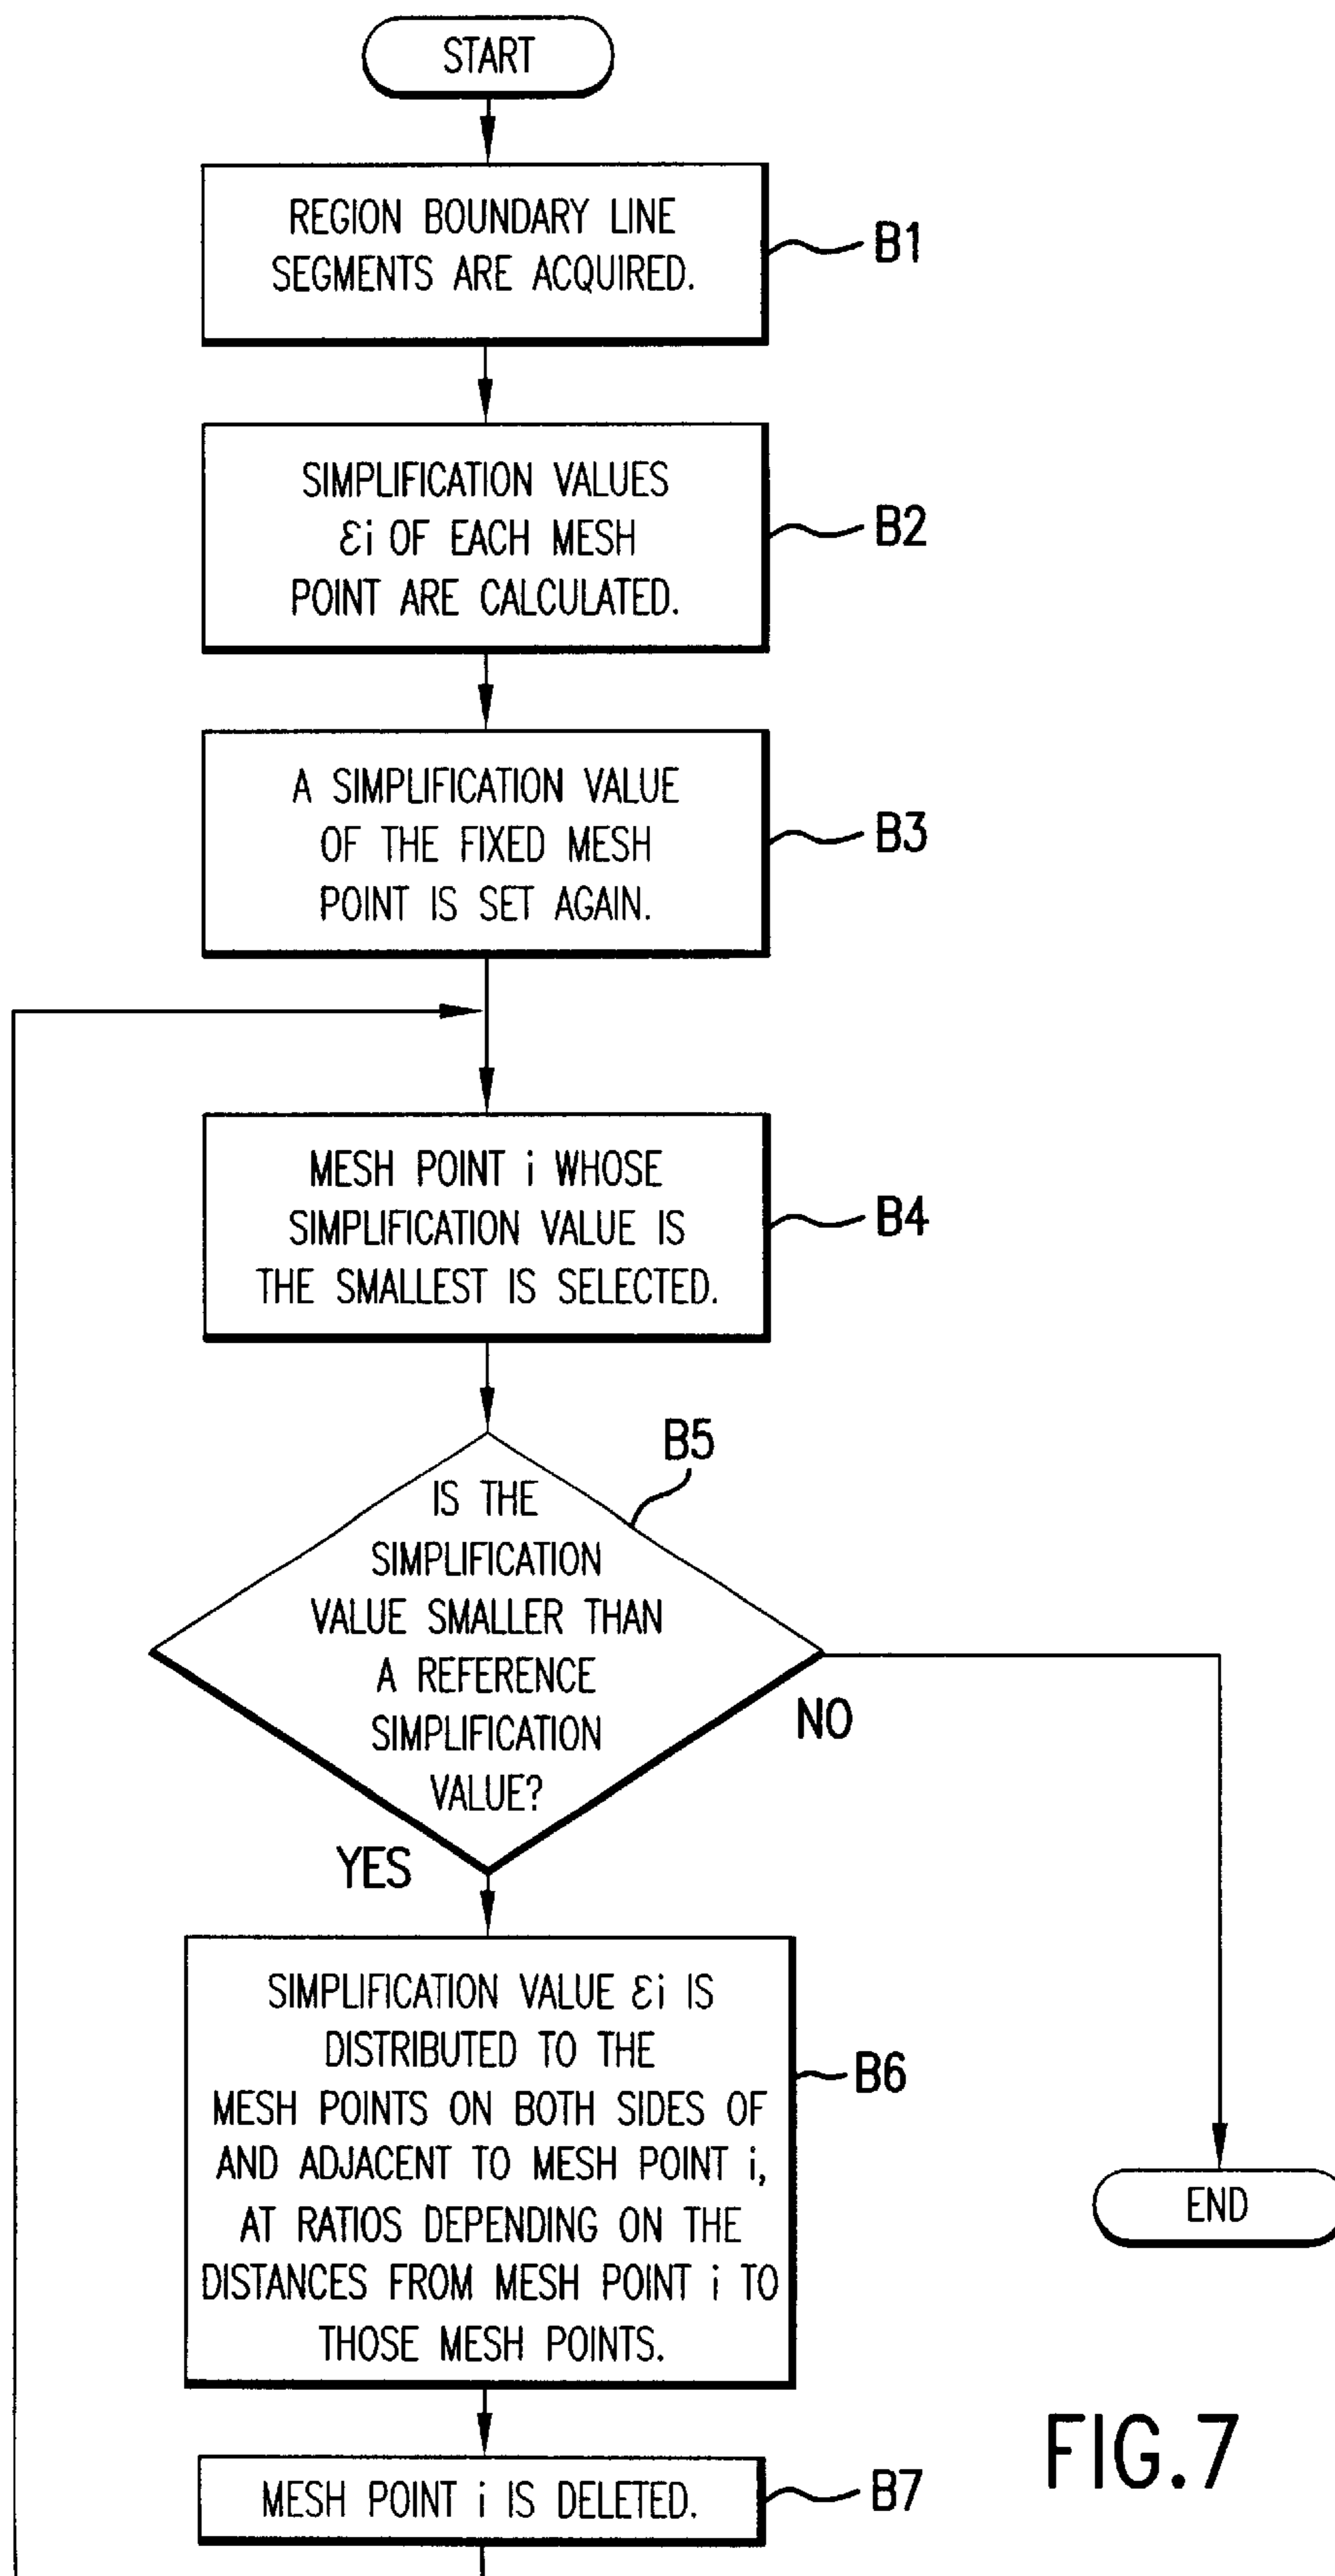 START
REGION BOUNDARY LINE
SEGMENTS ARE ACQUIRED.
B1
SIMPLIFICATION VALUES
εi OF EACH MESH
POINT ARE CALCULATED.
B2
A SIMPLIFICATION VALUE
OF THE FIXED MESH
POINT IS SET AGAIN.
B3
MESH POINT i WHOSE
SIMPLIFICATION VALUE IS
THE SMALLEST IS SELECTED.
B4
B5
IS THE
SIMPLIFICATION
VALUE SMALLER THAN
A REFERENCE
SIMPLIFICATION
VALUE?
NO
YES
SIMPLIFICATION VALUE εi IS
DISTRIBUTED TO THE
MESH POINTS ON BOTH SIDES OF
AND ADJACENT TO MESH POINT i,
AT RATIOS DEPENDING ON THE
DISTANCES FROM MESH POINT i TO
THOSE MESH POINTS.
B6
END
MESH POINT i IS DELETED.
B7
FIG.7